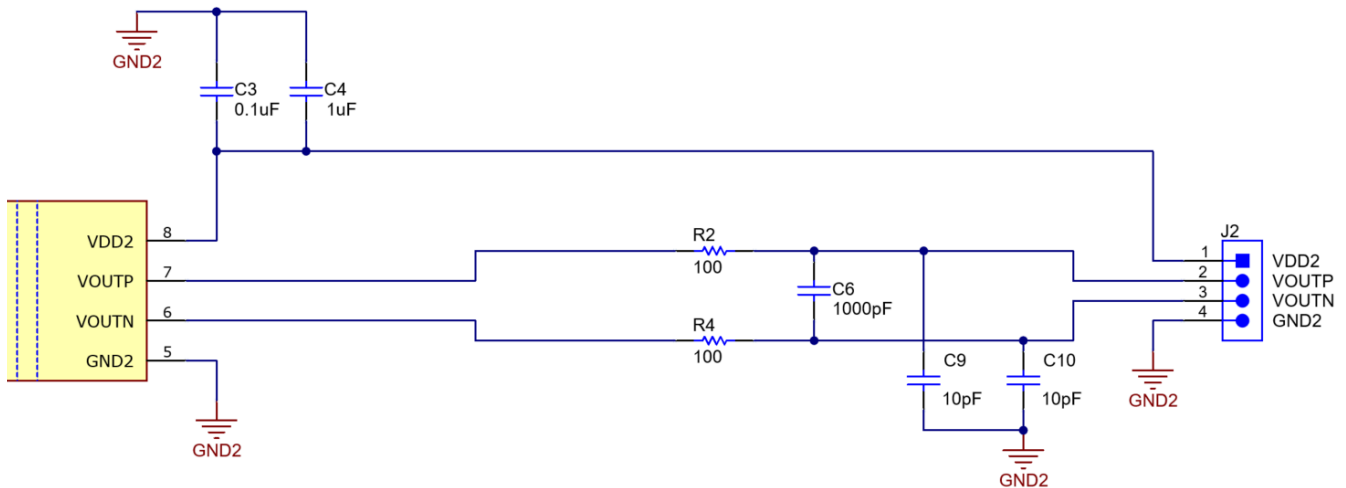 GND2
C3
0.1uF
C4
1uF
VDD2
8
VOUTP
7
VOUTN
6
GND2
5
GND2
R2
100
R4
100
C6
1000pF
C9
10pF
C10
10pF
GND2
J2
1
VDD2
2
VOUTP
3
VOUTN
4
GND2
GND2